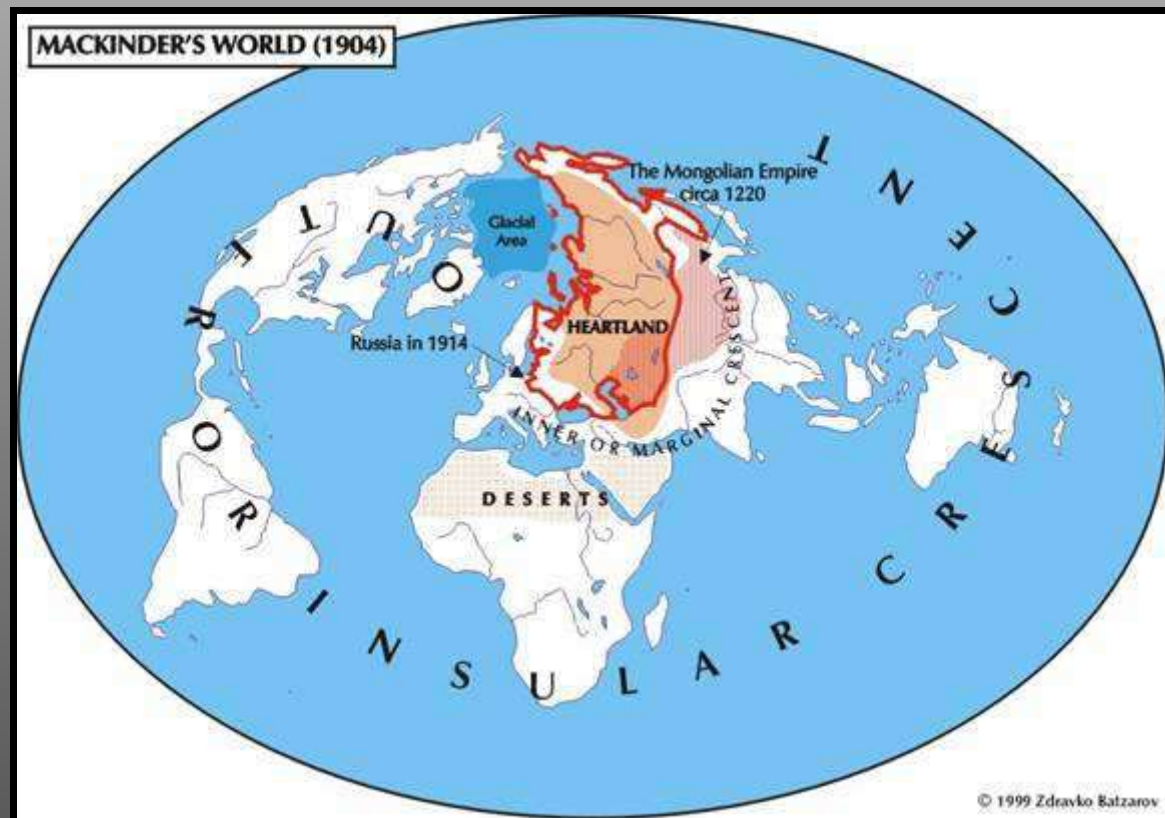 MACKINDER'S WORLD (1904)
The Mongolian Empire
circa 1220
Glacial
Area
HEARTLAND
Russia in 1914
INNER OR MARGINAL CRESCENT
DESERTS
OUTER OR INSULAR CRESCENT
© 1999 Zdravko Batzarov